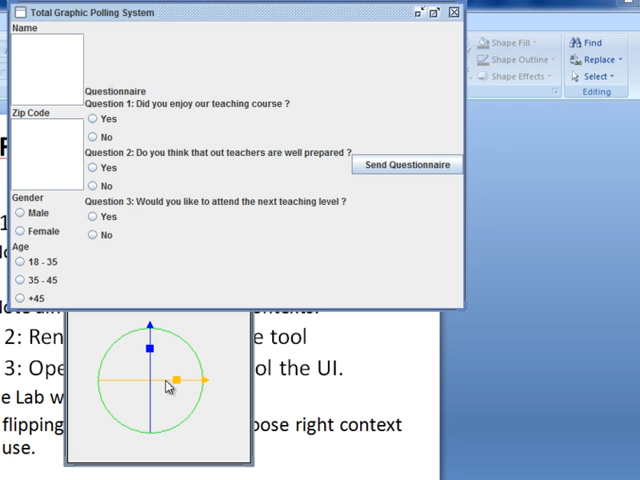 Total Graphic Polling System
Name
Shape Fill
Find
Shape Outline
Replace
Shape Effects
Select
Editing
Questionnaire
Question 1: Did you enjoy our teaching course ?
Zip Code
Yes
No
Question 2: Do you think that out teachers are well prepared ?
Send Questionnaire
Yes
No
Gender
Question 3: Would you like to attend the next teaching level ?
Male
Yes
Female
No
Age
18 - 35
35 - 45
+45
2: Ren
e tool
3: Ope
ol the UI.
e Lab w
flipping
oose right context
use.